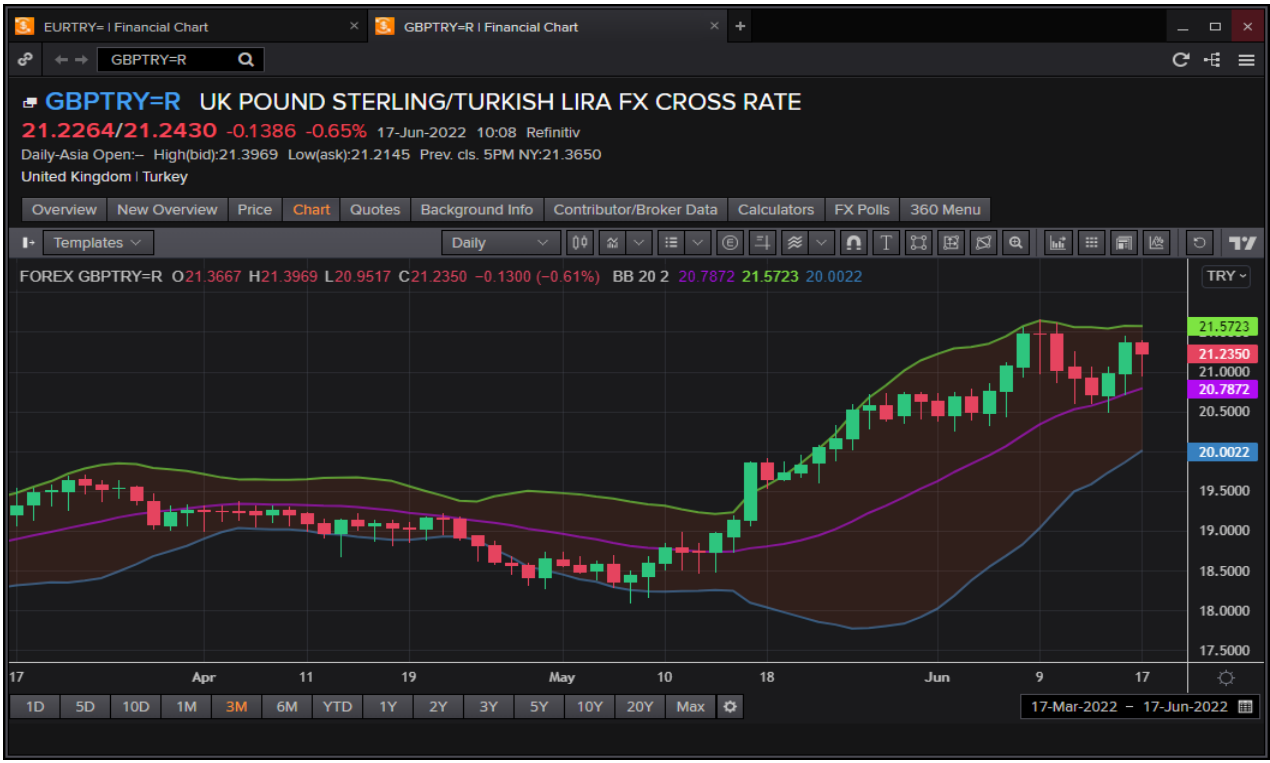 EURTRY= | Financial Chart × GBPTRY=R | Financial Chart × +
GBPTRY=R
GBPTRY=R UK POUND STERLING/TURKISH LIRA FX CROSS RATE
21.2264/21.2430 -0.1386 -0.65% 17-Jun-2022 10:08 Refinitiv
Daily-Asia Open:-- High(bid):21.3969 Low(ask):21.2145 Prev. cls. 5PM NY:21.3650
United Kingdom | Turkey
Overview New Overview Price Chart Quotes Background Info Contributor/Broker Data Calculators FX Polls 360 Menu
Templates Daily E T
FOREX GBPTRY=R O21.3667 H21.3969 L20.9517 C21.2350 −0.1300 (−0.61%) BB 20 2 20.7872 21.5723 20.0022 TRY
21.5723
21.2350
21.0000
20.7872
20.5000
20.0022
19.5000
19.0000
18.5000
18.0000
17.5000
17 Apr 11 19 May 10 18 Jun 9 17
1D 5D 10D 1M 3M 6M YTD 1Y 2Y 3Y 5Y 10Y 20Y Max 17-Mar-2022 − 17-Jun-2022